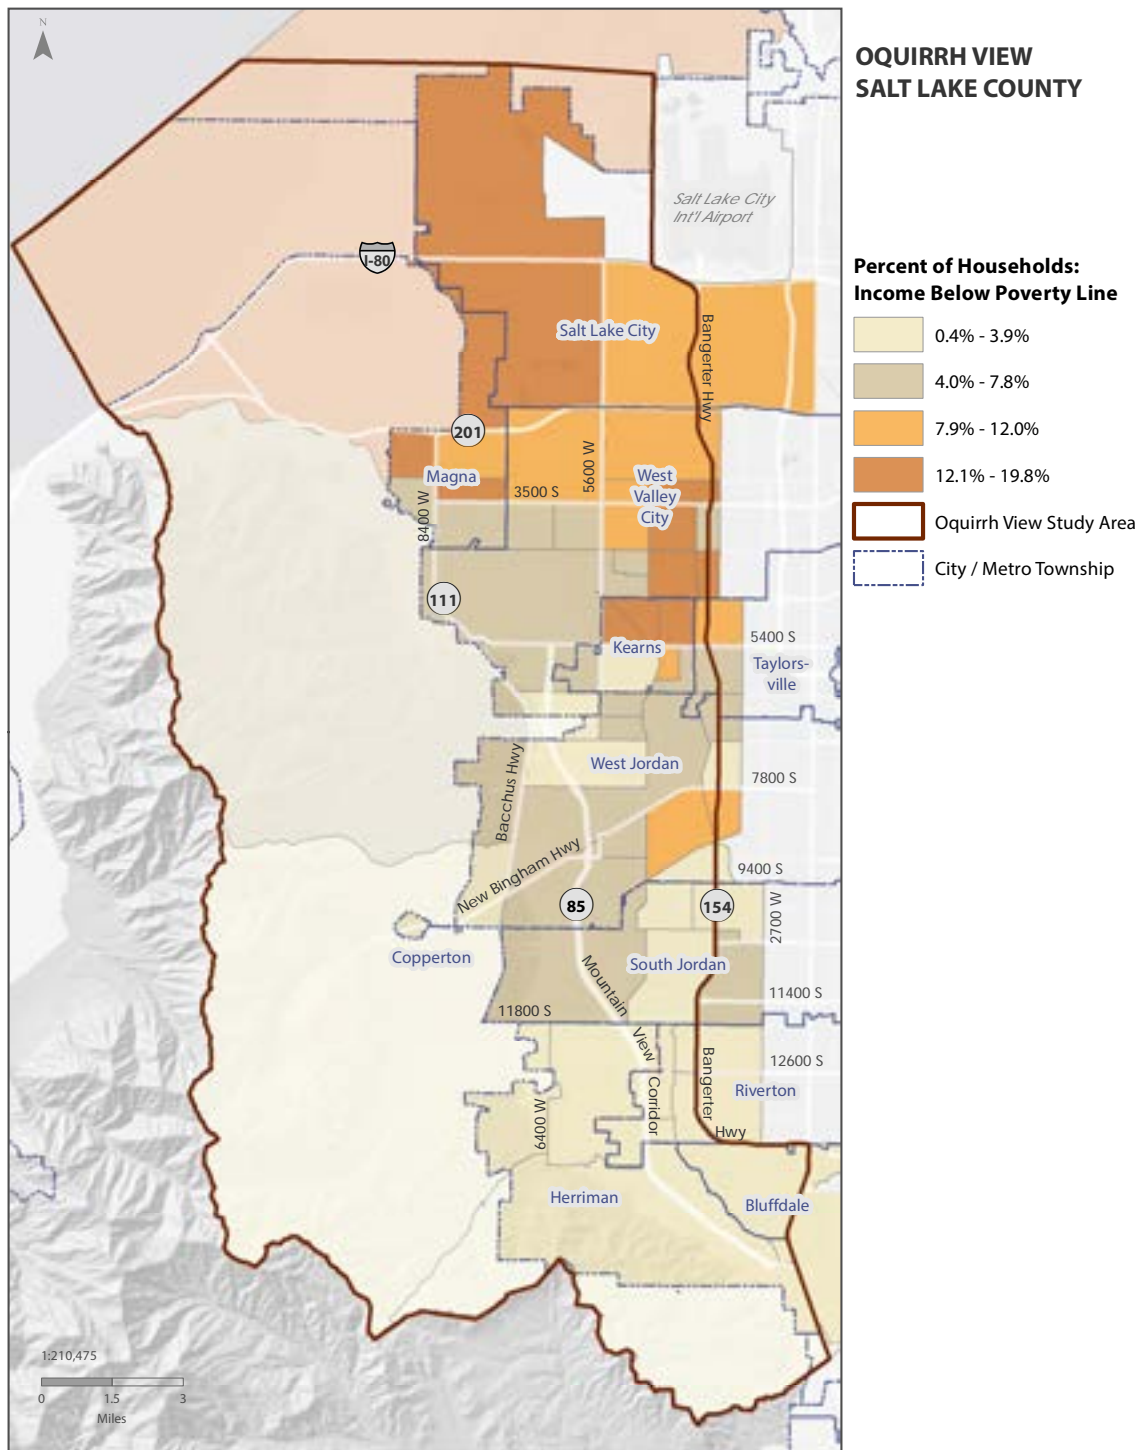 N
OQUIRRH VIEW
SALT LAKE COUNTY
Salt Lake City
Int'l Airport
I-80
Percent of Households:
Income Below Poverty Line
0.4% - 3.9%
4.0% - 7.8%
7.9% - 12.0%
12.1% - 19.8%
Oquirrh View Study Area
City / Metro Township
Salt Lake City
Bangerter Hwy
201
Magna
5600 W
West
Valley
City
3500 S
8400 W
111
Kearns
5400 S
Taylors-
ville
West Jordan
Bacchus Hwy
7800 S
New Bingham Hwy
9400 S
85
154
2700 W
Copperton
South Jordan
Mountain
11400 S
11800 S
View
12600 S
Bangerter
Riverton
Corridor
6400 W
Hwy
Herriman
Bluffdale
1:210,475
0 1.5 3
Miles